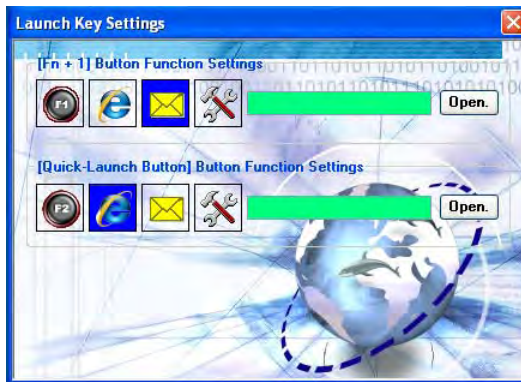 Launch Key Settings
[Fn + 1] Button Function Settings
F1
Open.
[Quick-Launch Button] Button Function Settings
F2
Open.